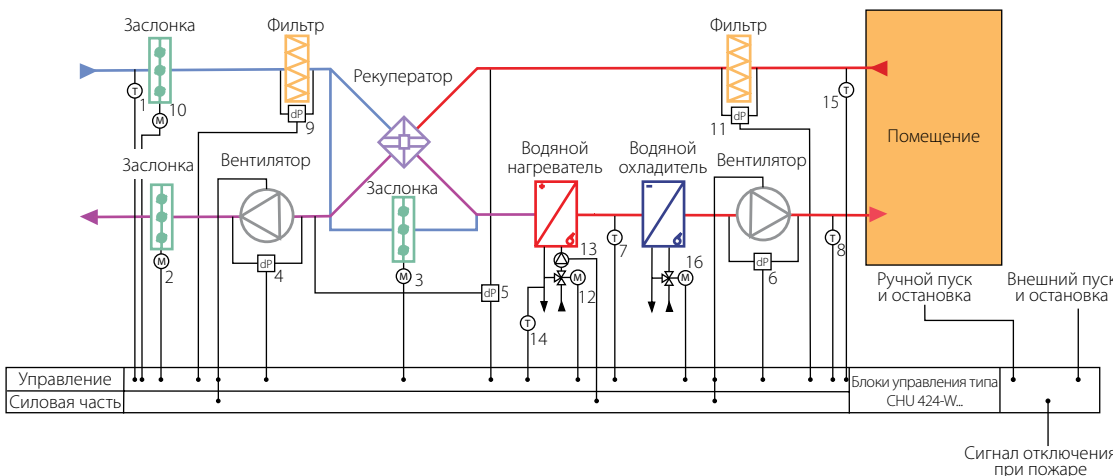 Заслонка
Фильтр
Фильтр
Рекуператор
T
1
10
M
dP
9
dP
11
15
T
Помещение
Заслонка
Вентилятор
Заслонка
Водяной
нагреватель
Водяной
охладитель
Вентилятор
M
2
dP
4
M
3
dP
5
13
M
12
T
14
T
7
16
M
dP
6
T
8
Ручной пуск
и остановка
Внешний пуск
и остановка
Управление
Силовая часть
Блоки управления типа
CHU 424-W...
Сигнал отключения
при пожаре